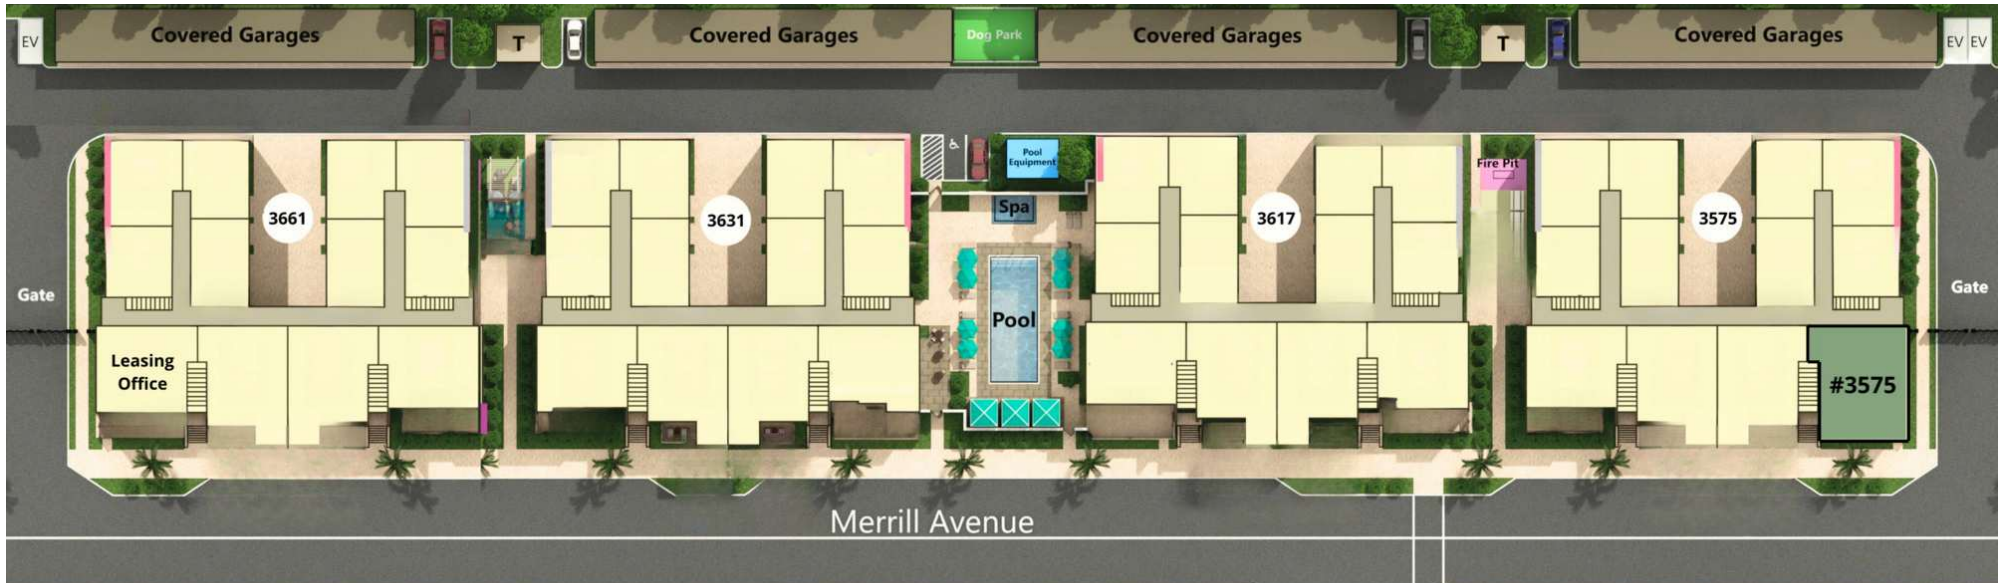 EV
Covered Garages
T
Covered Garages
Dog Park
Covered Garages
T
Covered Garages
EV EV
Pool
Equipment
Fire Pit
Spa
3661
3631
3617
3575
Gate
Gate
Pool
Leasing
Office
#3575
Merrill Avenue